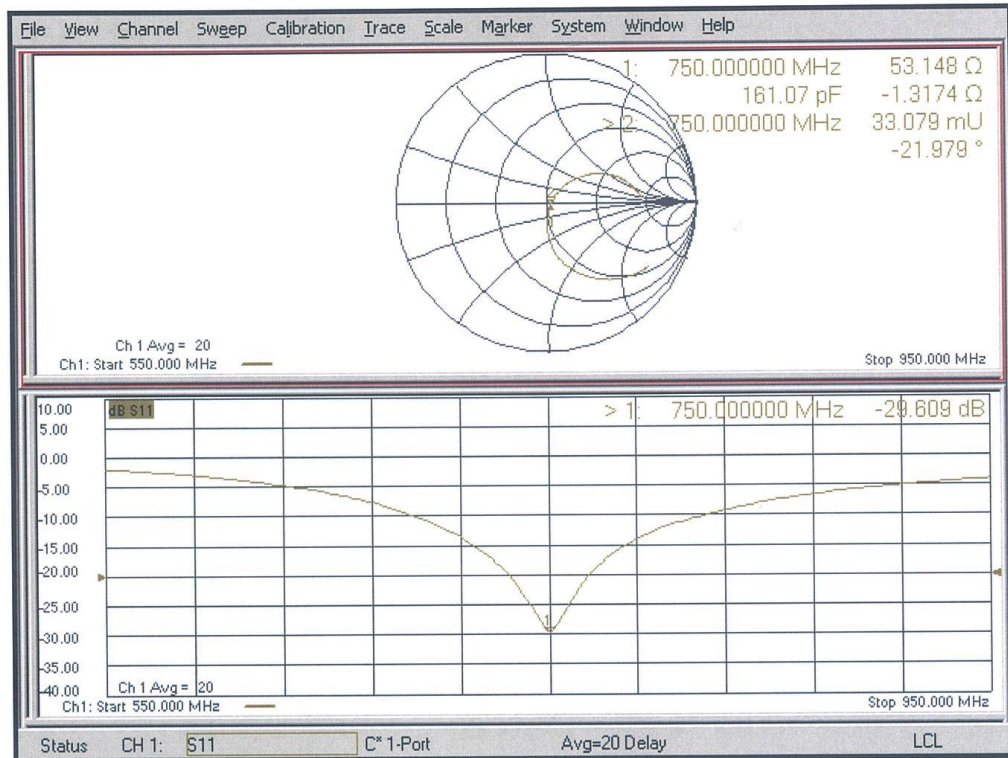 File View Channel Sweep Calibration Trace Scale Marker System Window Help
1: 750.000000 MHz 53.148 Ω
161.07 pF -1.3174 Ω
> 2: 750.000000 MHz 33.079 mU
-21.979 °
Ch 1 Avg = 20
Ch1: Start 550.000 MHz
Stop 950.000 MHz
10.00
dB S11
> 1: 750.000000 MHz -29.609 dB
5.00
0.00
-5.00
-10.00
-15.00
-20.00
-25.00
1
-30.00
-35.00
-40.00
Ch 1 Avg = 20
Ch1: Start 550.000 MHz
Stop 950.000 MHz
Status CH 1: S11 C* 1-Port Avg=20 Delay LCL